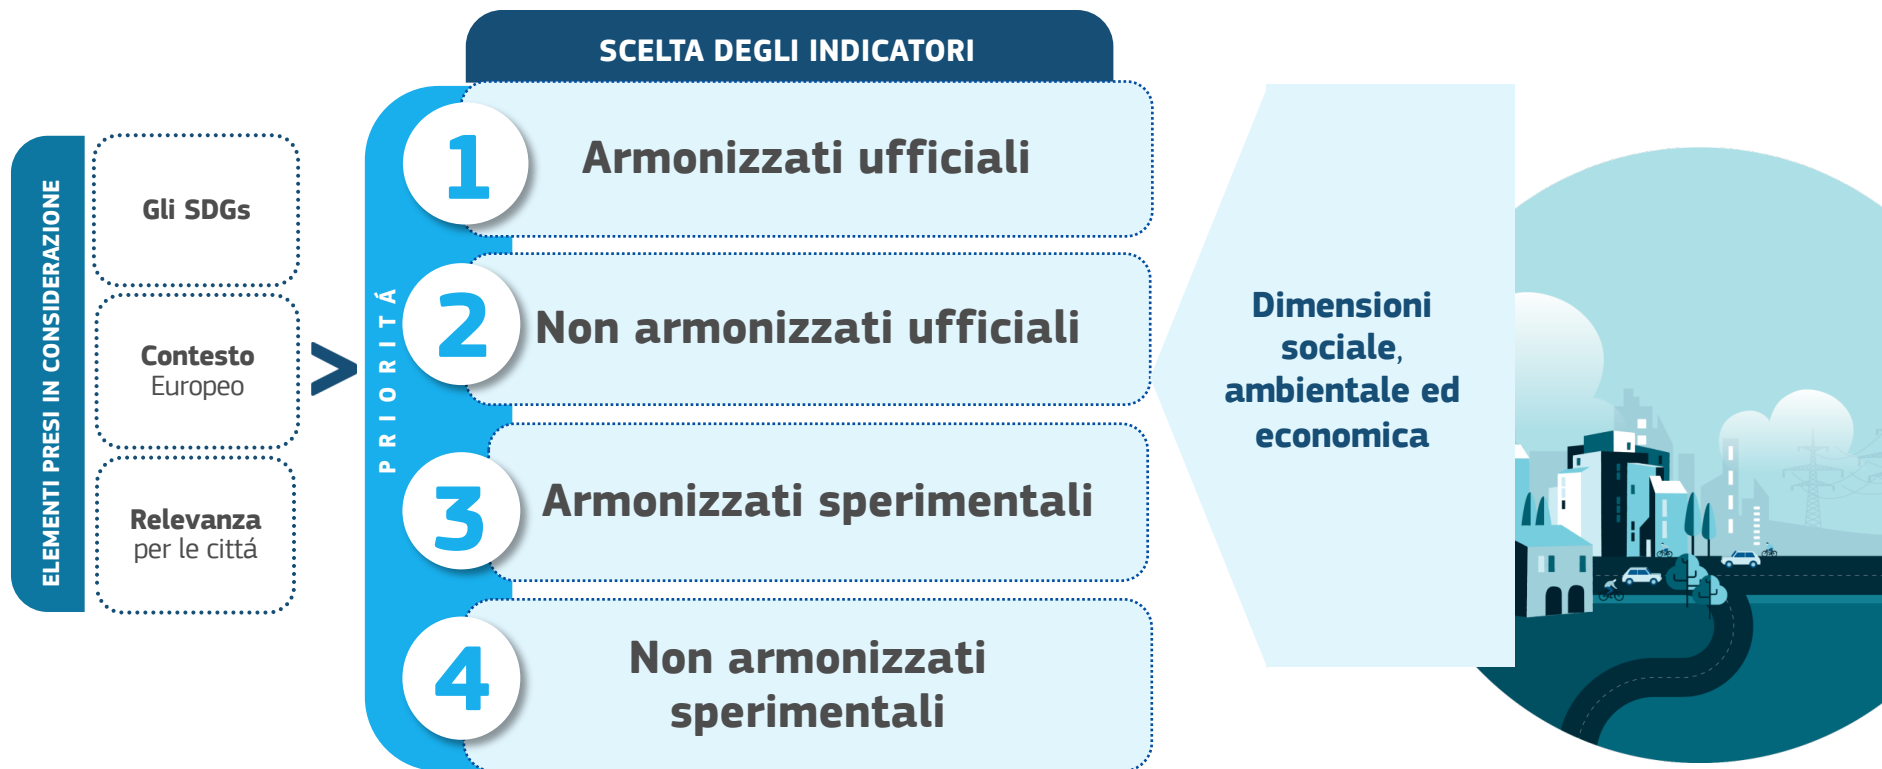 SCELTA DEGLI INDICATORI
ELEMENTI PRESI IN CONSIDERAZIONE
Gli SDGs
Contesto
Europeo
Relevanza
per le cittá
>
PRIORITÁ
1
Armonizzati ufficiali
2
Non armonizzati ufficiali
3
Armonizzati sperimentali
4
Non armonizzati
sperimentali
Dimensioni
sociale,
ambientale ed
economica